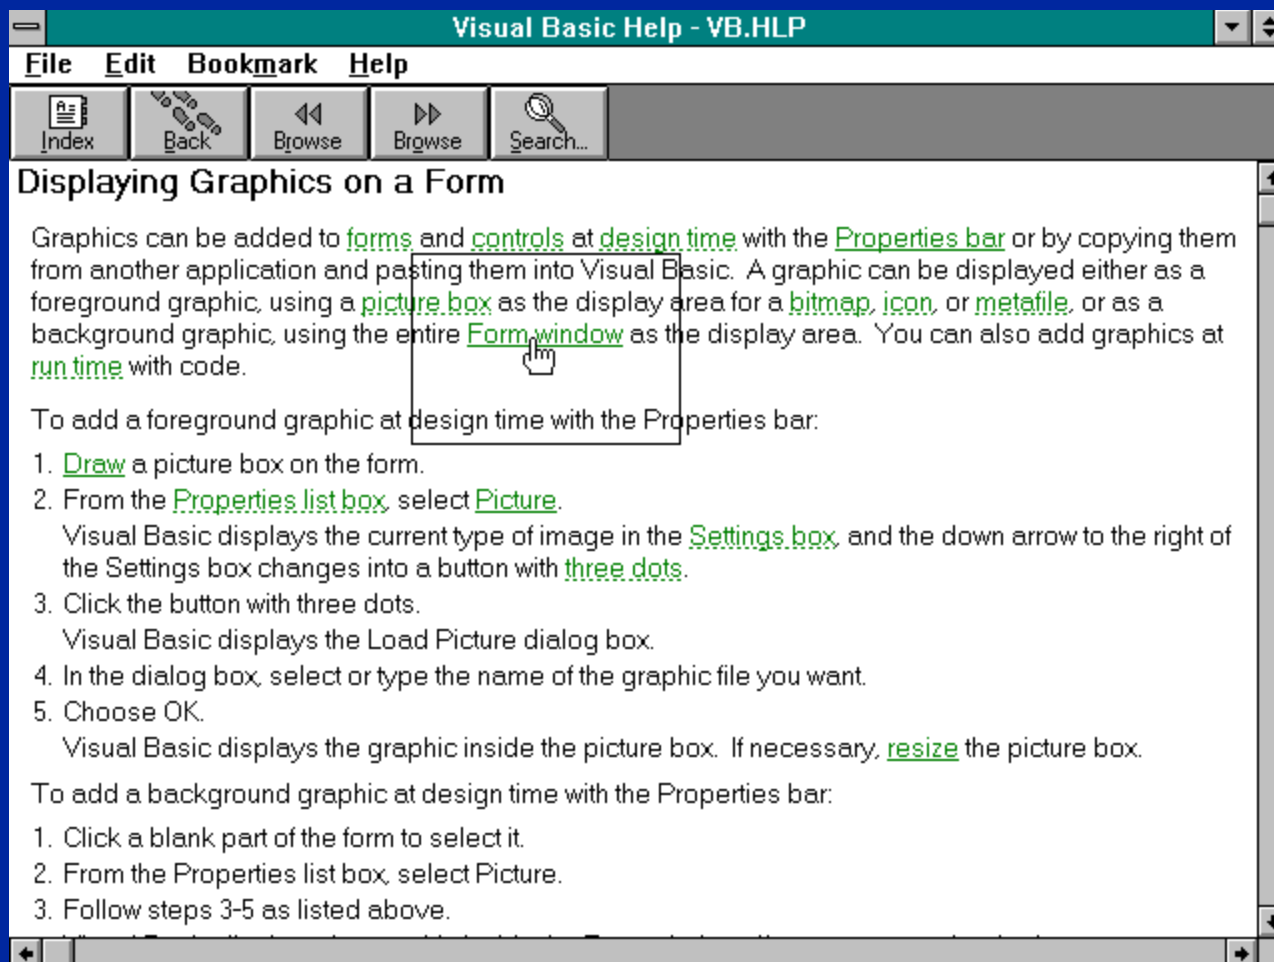 Visual Basic Help - VB.HLP
File Edit Bookmark Help
Index Back Browse Browse Search...
Displaying Graphics on a Form
Graphics can be added to forms and controls at design time with the Properties bar or by copying them
from another application and pasting them into Visual Basic. A graphic can be displayed either as a
foreground graphic, using a picture box as the display area for a bitmap, icon, or metafile, or as a
background graphic, using the entire Form window as the display area. You can also add graphics at
run time with code.
To add a foreground graphic at design time with the Properties bar:
1. Draw a picture box on the form.
2. From the Properties list box, select Picture.
Visual Basic displays the current type of image in the Settings box, and the down arrow to the right of
the Settings box changes into a button with three dots.
3. Click the button with three dots.
Visual Basic displays the Load Picture dialog box.
4. In the dialog box, select or type the name of the graphic file you want.
5. Choose OK.
Visual Basic displays the graphic inside the picture box. If necessary, resize the picture box.
To add a background graphic at design time with the Properties bar:
1. Click a blank part of the form to select it.
2. From the Properties list box, select Picture.
3. Follow steps 3-5 as listed above.